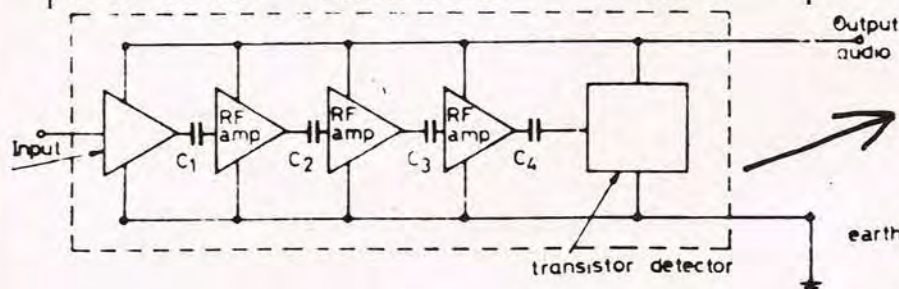 Output
audio
RF
amp
RF
amp
RF
amp
Input
C1
C2
C3
C4
earth
transistor detector